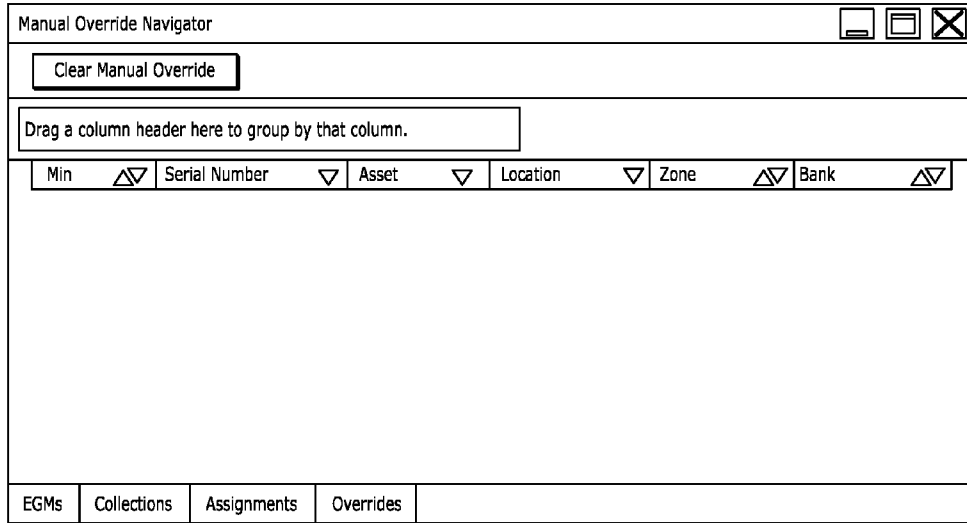 Manual Override Navigator
Clear Manual Override
Drag a column header here to group by that column.
Min Serial Number Asset Location Zone Bank
EGMs Collections Assignments Overrides